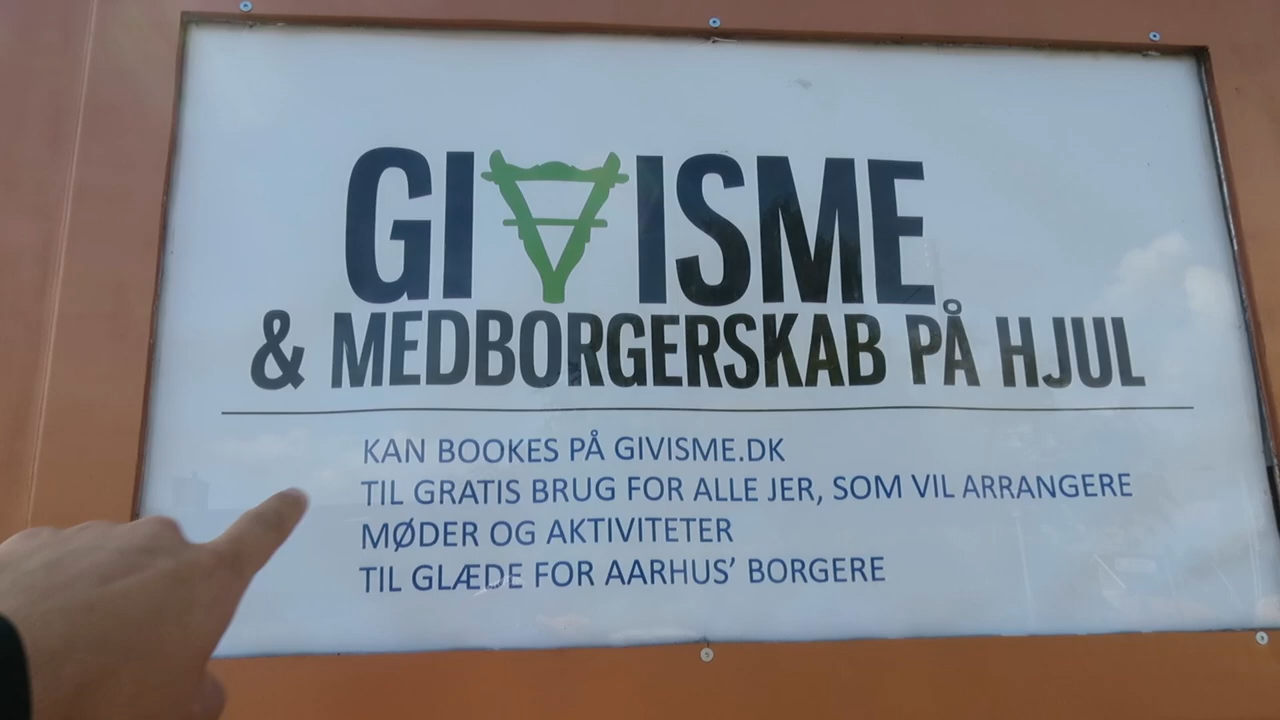 GIVISME
& MEDBORGERSKAB PÅ HJUL
KAN BOOKES PÅ GIVISME.DK
TIL GRATIS BRUG FOR ALLE JER, SOM VIL ARRANGERE
MØDER OG AKTIVITETER
TIL GLÆDE FOR AARHUS’ BORGERE